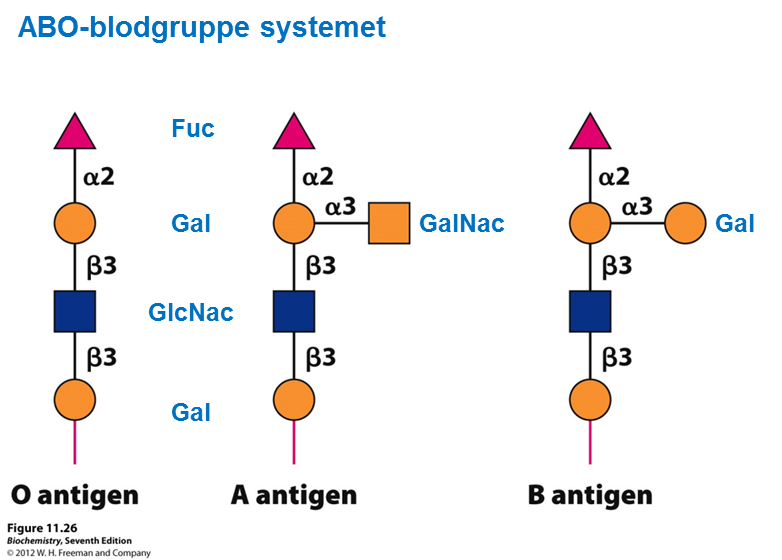 ABO-blodgruppe systemet
Fuc
α2
α2
α2
α3
α3
Gal
GalNac
Gal
β3
β3
β3
GlcNac
β3
β3
β3
Gal
O antigen
A antigen
B antigen
Figure 11.26
Biochemistry, Seventh Edition
© 2012 W. H. Freeman and Company